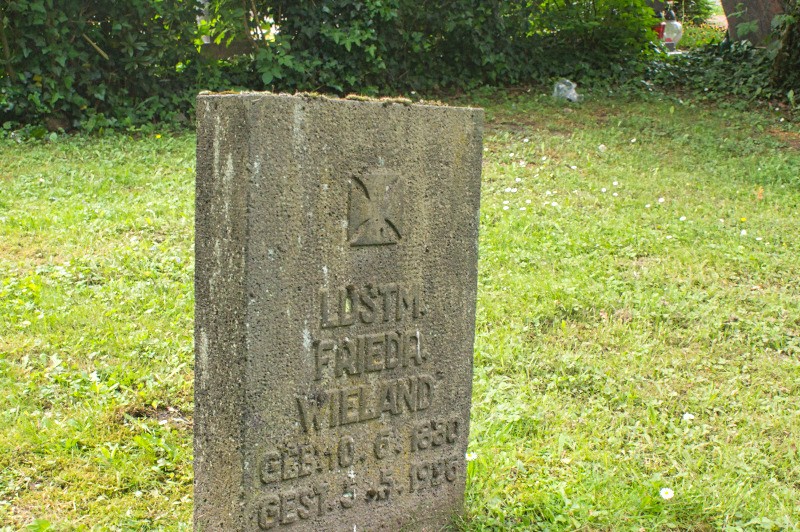 LDSTM.
FRIEDR.
WIELAND
GEB. 10. 6. 1880
GEST.